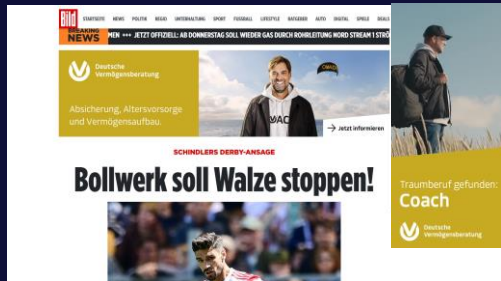 Bild
STARTSEITE NEWS POLITIK REGIO UNTERHALTUNG SPORT FUSSBALL LIFESTYLE RATGEBER AUTO DIGITAL SPIELE DEALS
BREAKING
NEWS
MEN +++ JETZT OFFIZIELL: AB DONNERSTAG SOLL WIEDER GAS DURCH ROHRLEITUNG NORD STREAM 1 STRÖ
Deutsche
Vermögensberatung
Absicherung, Altersvorsorge
und Vermögensaufbau.
→ Jetzt informieren
SCHINDLERS DERBY-ANSAGE
Bollwerk soll Walze stoppen!
Traumberuf gefunden:
Coach
Deutsche
Vermögensberatung